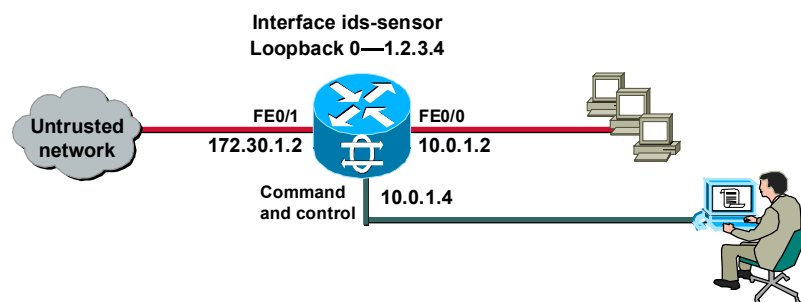 Interface ids-sensor
Loopback 0—1.2.3.4
Untrusted
network
FE0/1
172.30.1.2
FE0/0
10.0.1.2
Command
and control
10.0.1.4